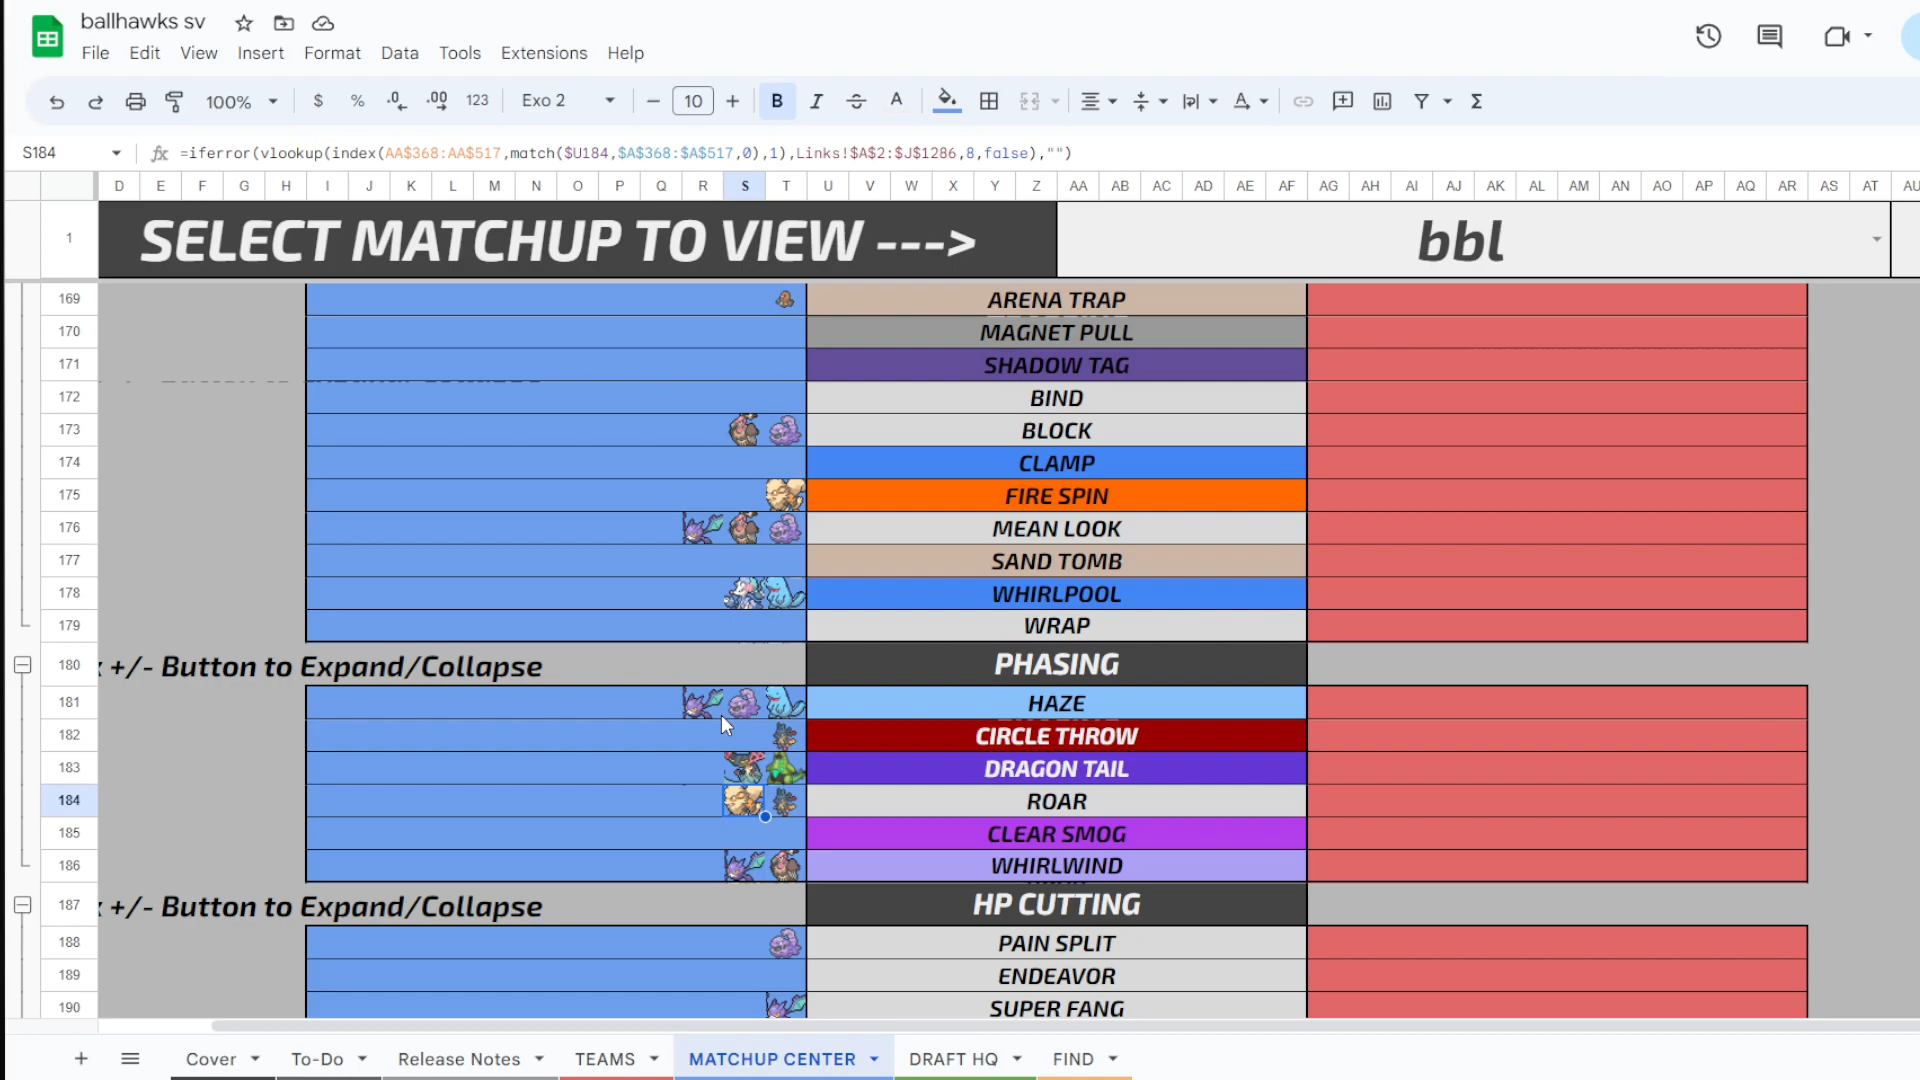 ballhawks sv
File Edit View Insert Format Data Tools Extensions Help
100% $ % .0 .00 123 Exo 2 10 B I A A Σ
S184 fx =iferror(vlookup(index(AA$368:AA$517,match($U184,$A$368:$A$517,0),1),Links!$A$2:$J$1286,8,false),"")
D E F G H I J K L M N O P Q R S T U V W X Y Z AA AB AC AD AE AF AG AH AI AJ AK AL AM AN AO AP AQ AR AS AT AU
1 SELECT MATCHUP TO VIEW ---> bbl
169 ARENA TRAP
170 MAGNET PULL
171 SHADOW TAG
172 BIND
173 BLOCK
174 CLAMP
175 FIRE SPIN
176 MEAN LOOK
177 SAND TOMB
178 WHIRLPOOL
179 WRAP
180 +/- Button to Expand/Collapse PHASING
181 HAZE
182 CIRCLE THROW
183 DRAGON TAIL
184 ROAR
185 CLEAR SMOG
186 WHIRLWIND
187 +/- Button to Expand/Collapse HP CUTTING
188 PAIN SPLIT
189 ENDEAVOR
190 SUPER FANG
Cover To-Do Release Notes TEAMS MATCHUP CENTER DRAFT HQ FIND